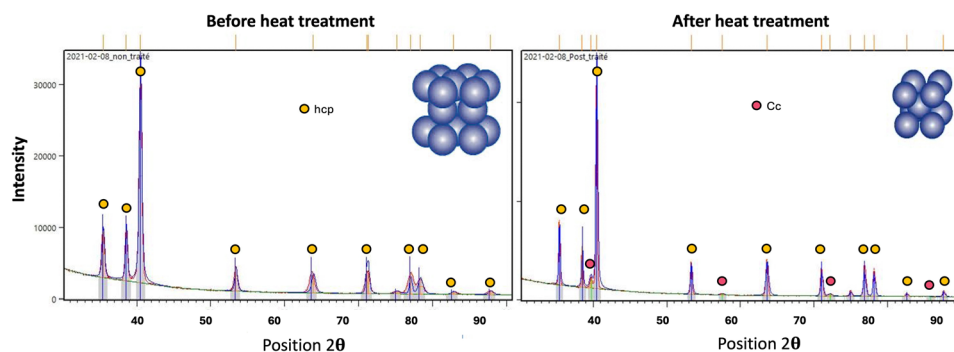 Before heat treatment
After heat treatment
2021-02-08_non_traité
2021-02-08_Post_traité
30000
20000
10000
0
Intensity
hcp
Cc
40 50 60 70 80 90
40 50 60 70 80 90
Position 2θ
Position 2θ